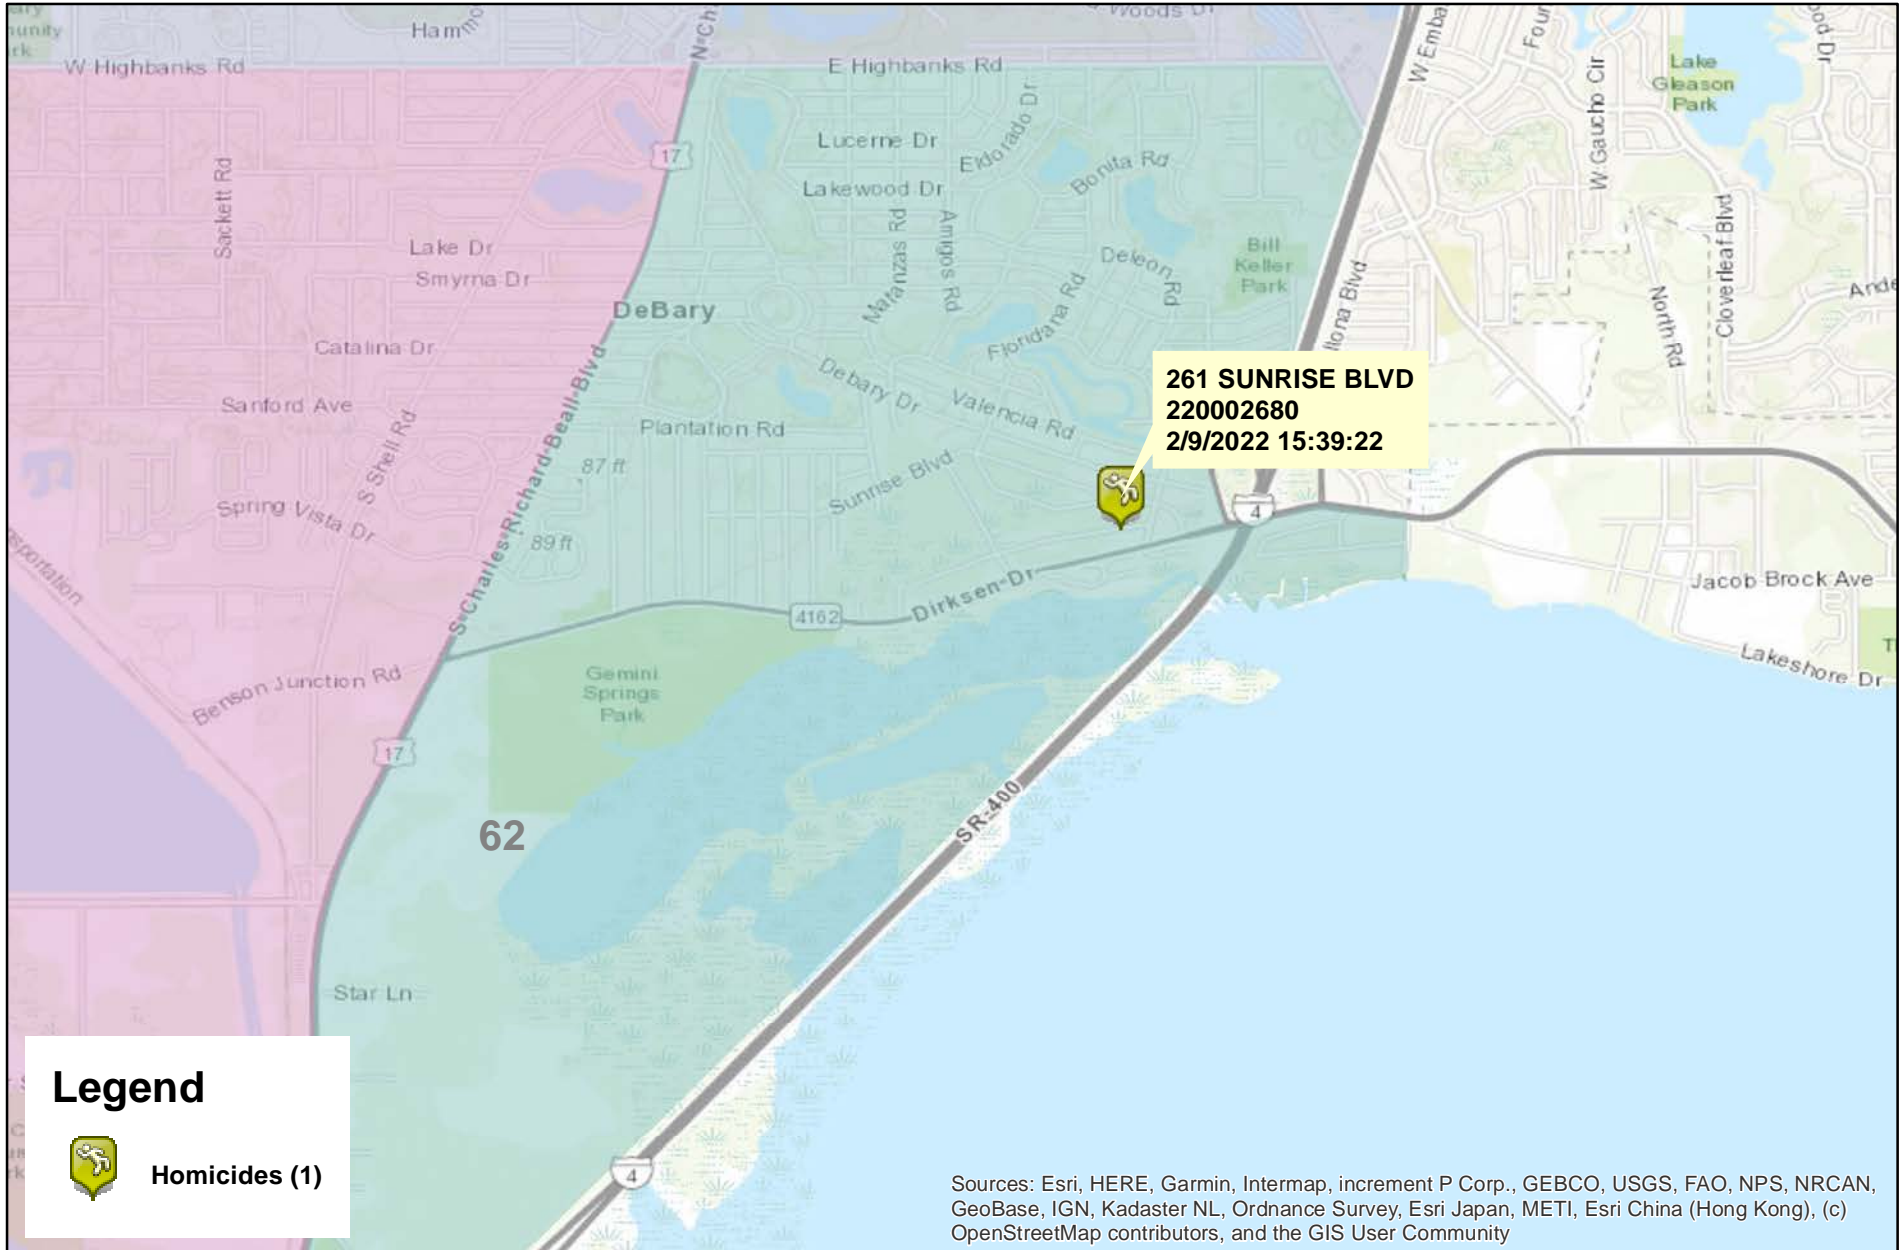 Woods Dr
W Highbanks Rd
E Highbanks Rd
W Emba
Lake
Gleason
Park
W Gaucho Cir
Lucerne Dr
Eldorado Dr
Bonita Rd
17
Lakewood Dr
Sackett Rd
Matanzas Rd
Amigos Rd
Lake Dr
Smyrna Dr
Deleon Rd
Bill
Keller
Park
Cloverleaf Blvd
North Rd
DeBary
Floridana Rd
llona Blvd
Catalina Dr
Debary Dr
Valencia Rd
261 SUNRISE BLVD
220002680
2/9/2022 15:39:22
Sanford Ave
S Shell Rd
S Charles Richard Beall Blvd
Plantation Rd
87 ft
Sunrise Blvd
Spring Vista Dr
89 ft
4
Jacob Brock Ave
4162
Dirksen Dr
Lakeshore Dr
Benson Junction Rd
Gemini
Springs
Park
17
62
SR-400
Star Ln
Legend
Homicides (1)
4
Sources: Esri, HERE, Garmin, Intermap, increment P Corp., GEBCO, USGS, FAO, NPS, NRCAN,
GeoBase, IGN, Kadaster NL, Ordnance Survey, Esri Japan, METI, Esri China (Hong Kong), (c)
OpenStreetMap contributors, and the GIS User Community